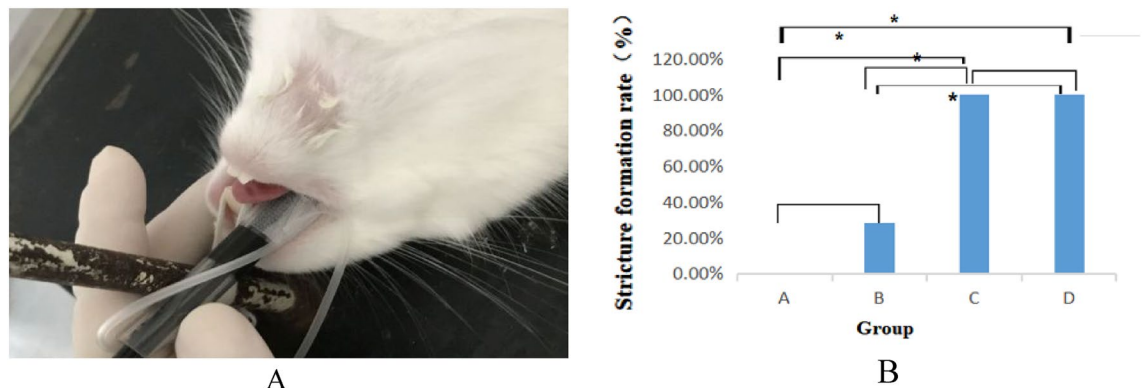 Stricture formation rate (%)
*
*
*
*
120.00%
100.00%
80.00%
60.00%
40.00%
20.00%
0.00%
A
B
C
D
Group
A
B